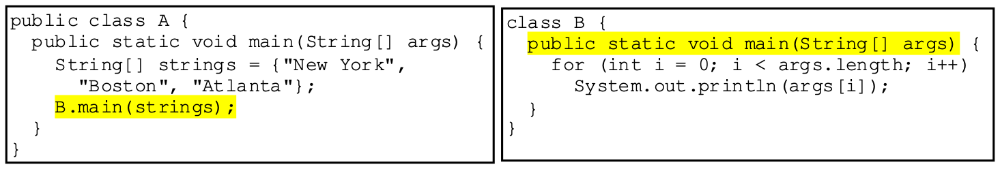 public class A {
  public static void main(String[] args) {
    String[] strings = {"New York",
      "Boston", "Atlanta"};
    B.main(strings);
  }
}
class B {
  public static void main(String[] args) {
    for (int i = 0; i < args.length; i++)
      System.out.println(args[i]);
  }
}